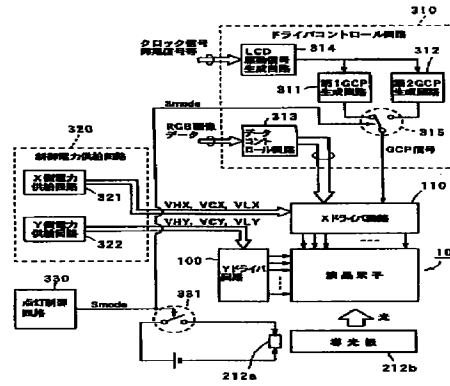 310
ドライバコントロール回路
クロック信号
LCD
駆動信号
生成回路
314
312
第1GCP
生成回路
311
第2GCP
生成回路
Smode
315
GCP信号
RGB画像
データ
313
データ
コント
ロール回路
320
制御電力供給回路
X側電力
供給回路
321
Y側電力
供給回路
322
VHX, VCX, VLX
VHY, VCY, VLY
110
Xドライバ回路
100
Yドライバ
回路
液晶素子
10
330
点灯制御
回路
Smode
331
光
導光板
212a
212b